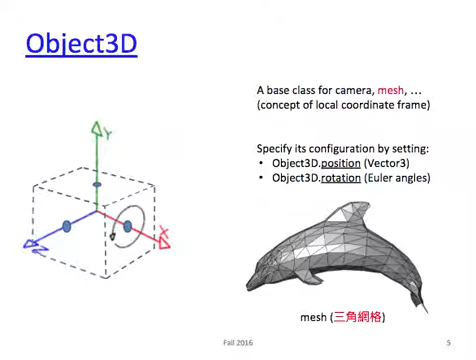 Object3D
A base class for camera, mesh, …
(concept of local coordinate frame)
Y
X
Z
Specify its configuration by setting:
• Object3D.position (Vector3)
• Object3D.rotation (Euler angles)
mesh (三角網格)
Fall 2016
5